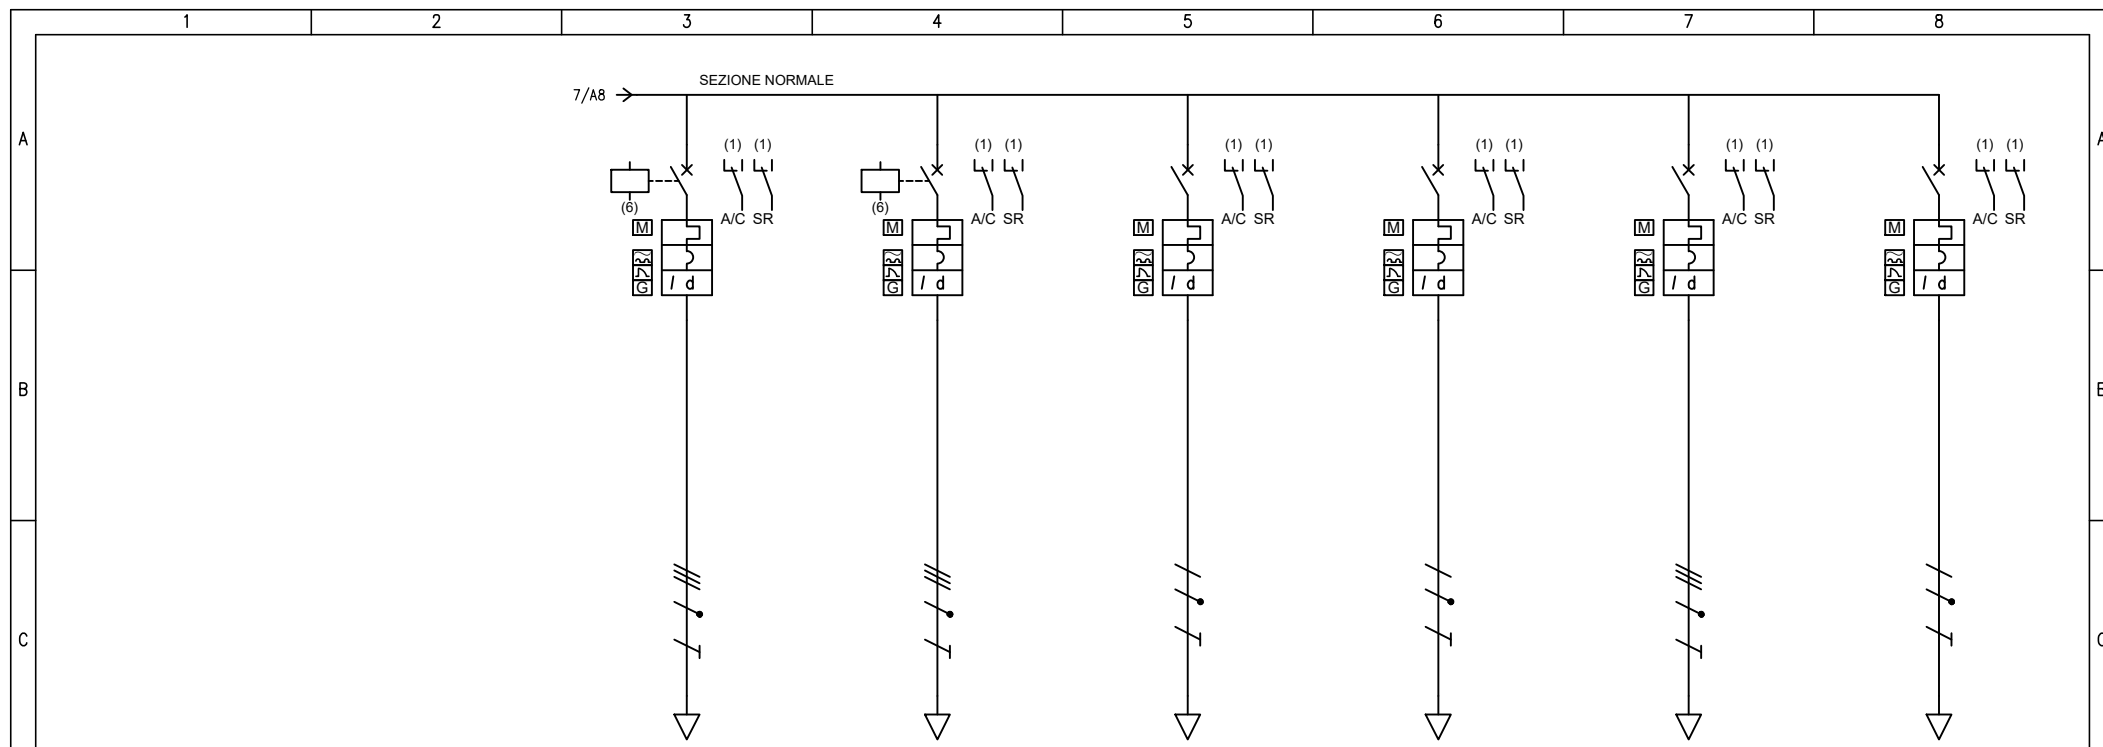 1 2 3 4 5 6 7 8
SEZIONE NORMALE
7/A8
A A
(1) (1) (1) (1) (1) (1) (1) (1) (1) (1) (1) (1)
(6) (6)
A/C SR A/C SR A/C SR A/C SR A/C SR A/C SR
M M M M M M
I d I d I d I d I d I d
G G G G G G
B
C